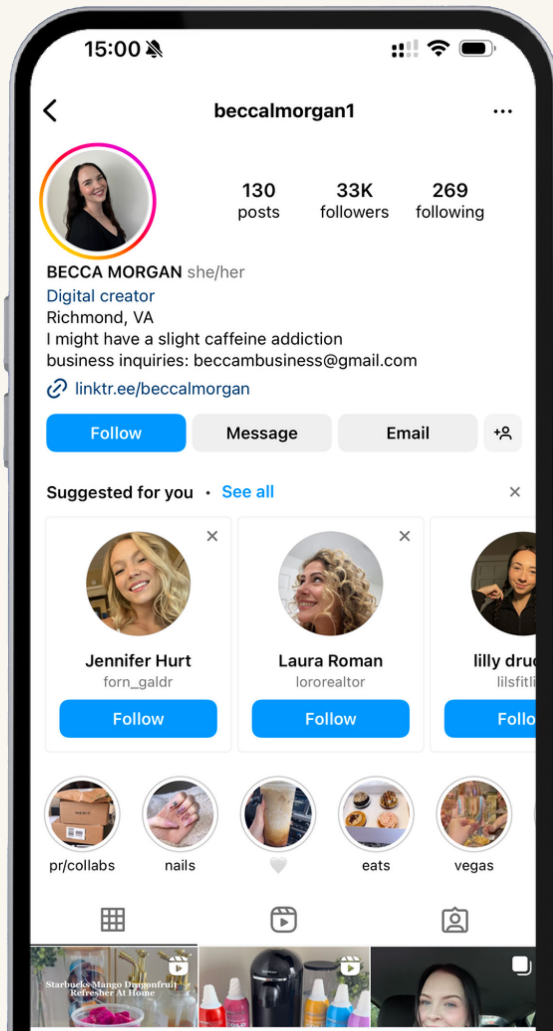 15:00
beccalmorgan1
130 33K 269
posts followers following
BECCA MORGAN she/her
Digital creator
Richmond, VA
I might have a slight caffeine addiction
business inquiries: beccambusiness@gmail.com
linktr.ee/beccalmorgan
Follow Message Email
Suggested for you • See all
Jennifer Hurt Laura Roman lilly
forn_galdr lororealtor
Follow Follow
pr/collabs nails 🤍 eats vegas
Starbucks Mango Dragonfruit
Refresher At Home